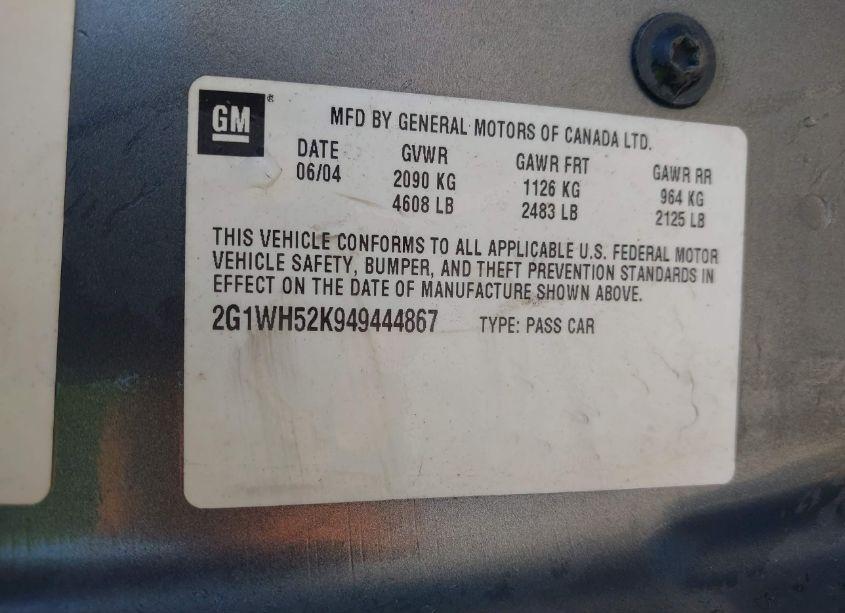 GM®
MFD BY GENERAL MOTORS OF CANADA LTD.
DATE GVWR GAWR FRT GAWR RR
06/04 2090 KG 1126 KG 964 KG
4608 LB 2483 LB 2125 LB
THIS VEHICLE CONFORMS TO ALL APPLICABLE U.S. FEDERAL MOTOR
VEHICLE SAFETY, BUMPER, AND THEFT PREVENTION STANDARDS IN
EFFECT ON THE DATE OF MANUFACTURE SHOWN ABOVE.
2G1WH52K949444867 TYPE: PASS CAR